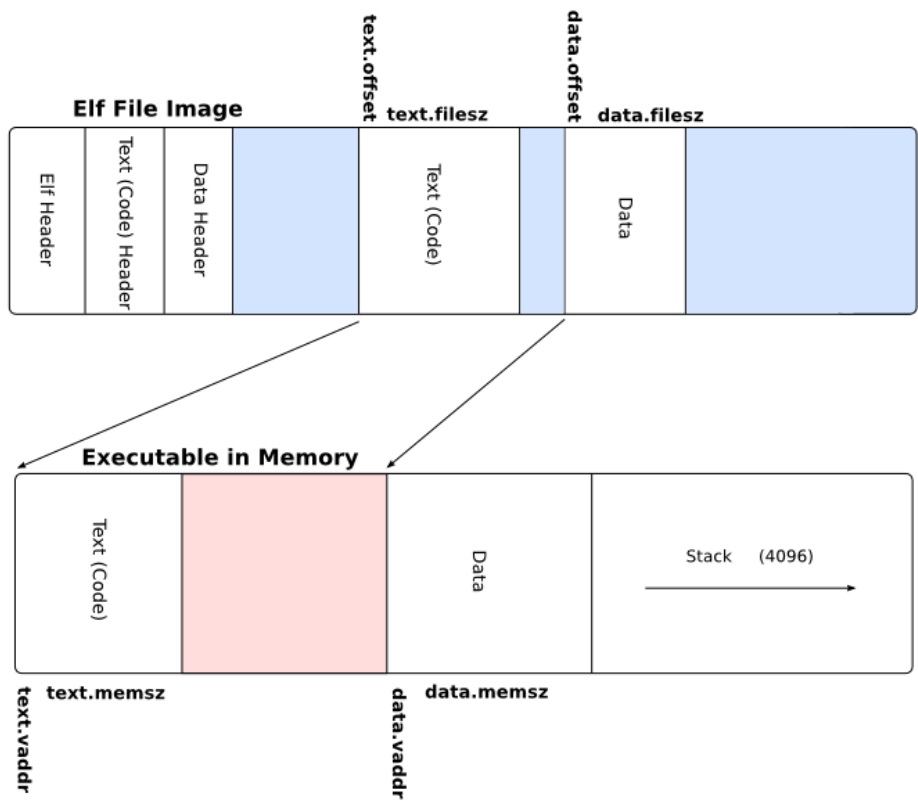 text.offset
data.offset
Elf File Image
text.filesz
data.filesz
Elf Header
Text (Code) Header
Data Header
Text (Code)
Data
Executable in Memory
Text (Code)
Data
Stack (4096)
text.vaddr
text.memsz
data.vaddr
data.memsz